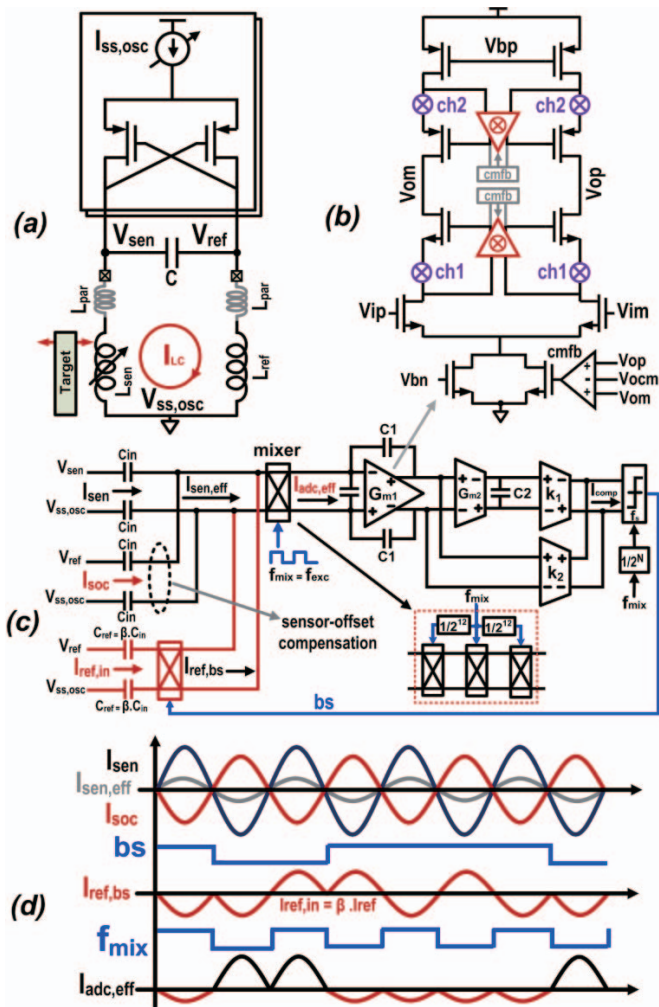 I ss,osc
Vbp
ch2 ch2
cmfb
cmfb
Vom Vop
(a) (b)
Vsen Vref
C
ch1 ch1
Lpar Lpar
Vip Vim
Target
Lsen ILC Lref
Vss,osc
Vbn cmfb
Vop
Vocm
Vom
mixer
C1
Vsen Cin
Isen Isen,eff Iadc,eff
Gm1 Gm2 C2 k1 Icomp
Vss,osc Cin
C1
fs
Vref Cin
fmix = fexc
k2
1/2N
Isoc
Vss,osc Cin
sensor-offset
compensation
fmix
fmix
(c)
Cref = β.Cin
Vref
1/2^12 1/2^12
Iref,in Iref,bs
Vss,osc
Cref = β.Cin
bs
Isen
Isen,eff
Isoc
bs
Iref,bs
Iref,in = β .Iref
(d)
fmix
Iadc,eff